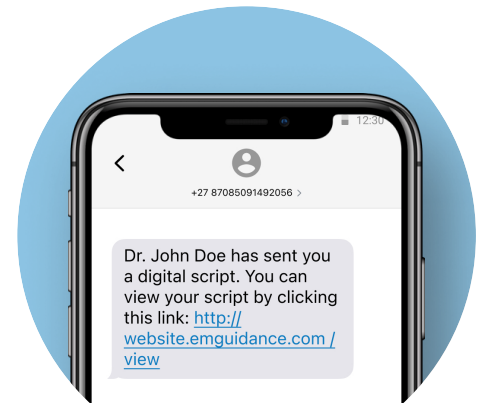 12:30
+27 87085091492056 >
Dr. John Doe has sent you
a digital script. You can
view your script by clicking
this link: http://
website.emguidance.com /
view